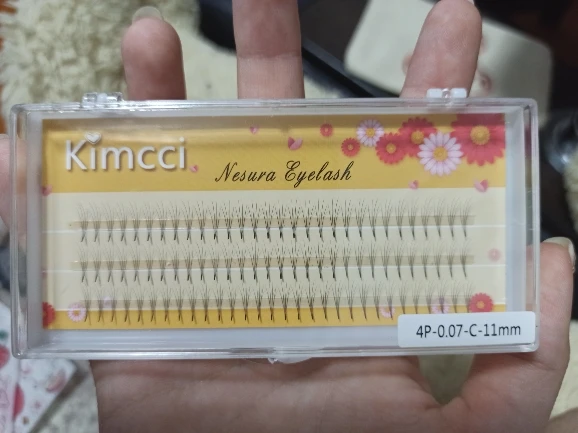 Kimcci
Nesura Eyelash
4P-0.07-C-11mm